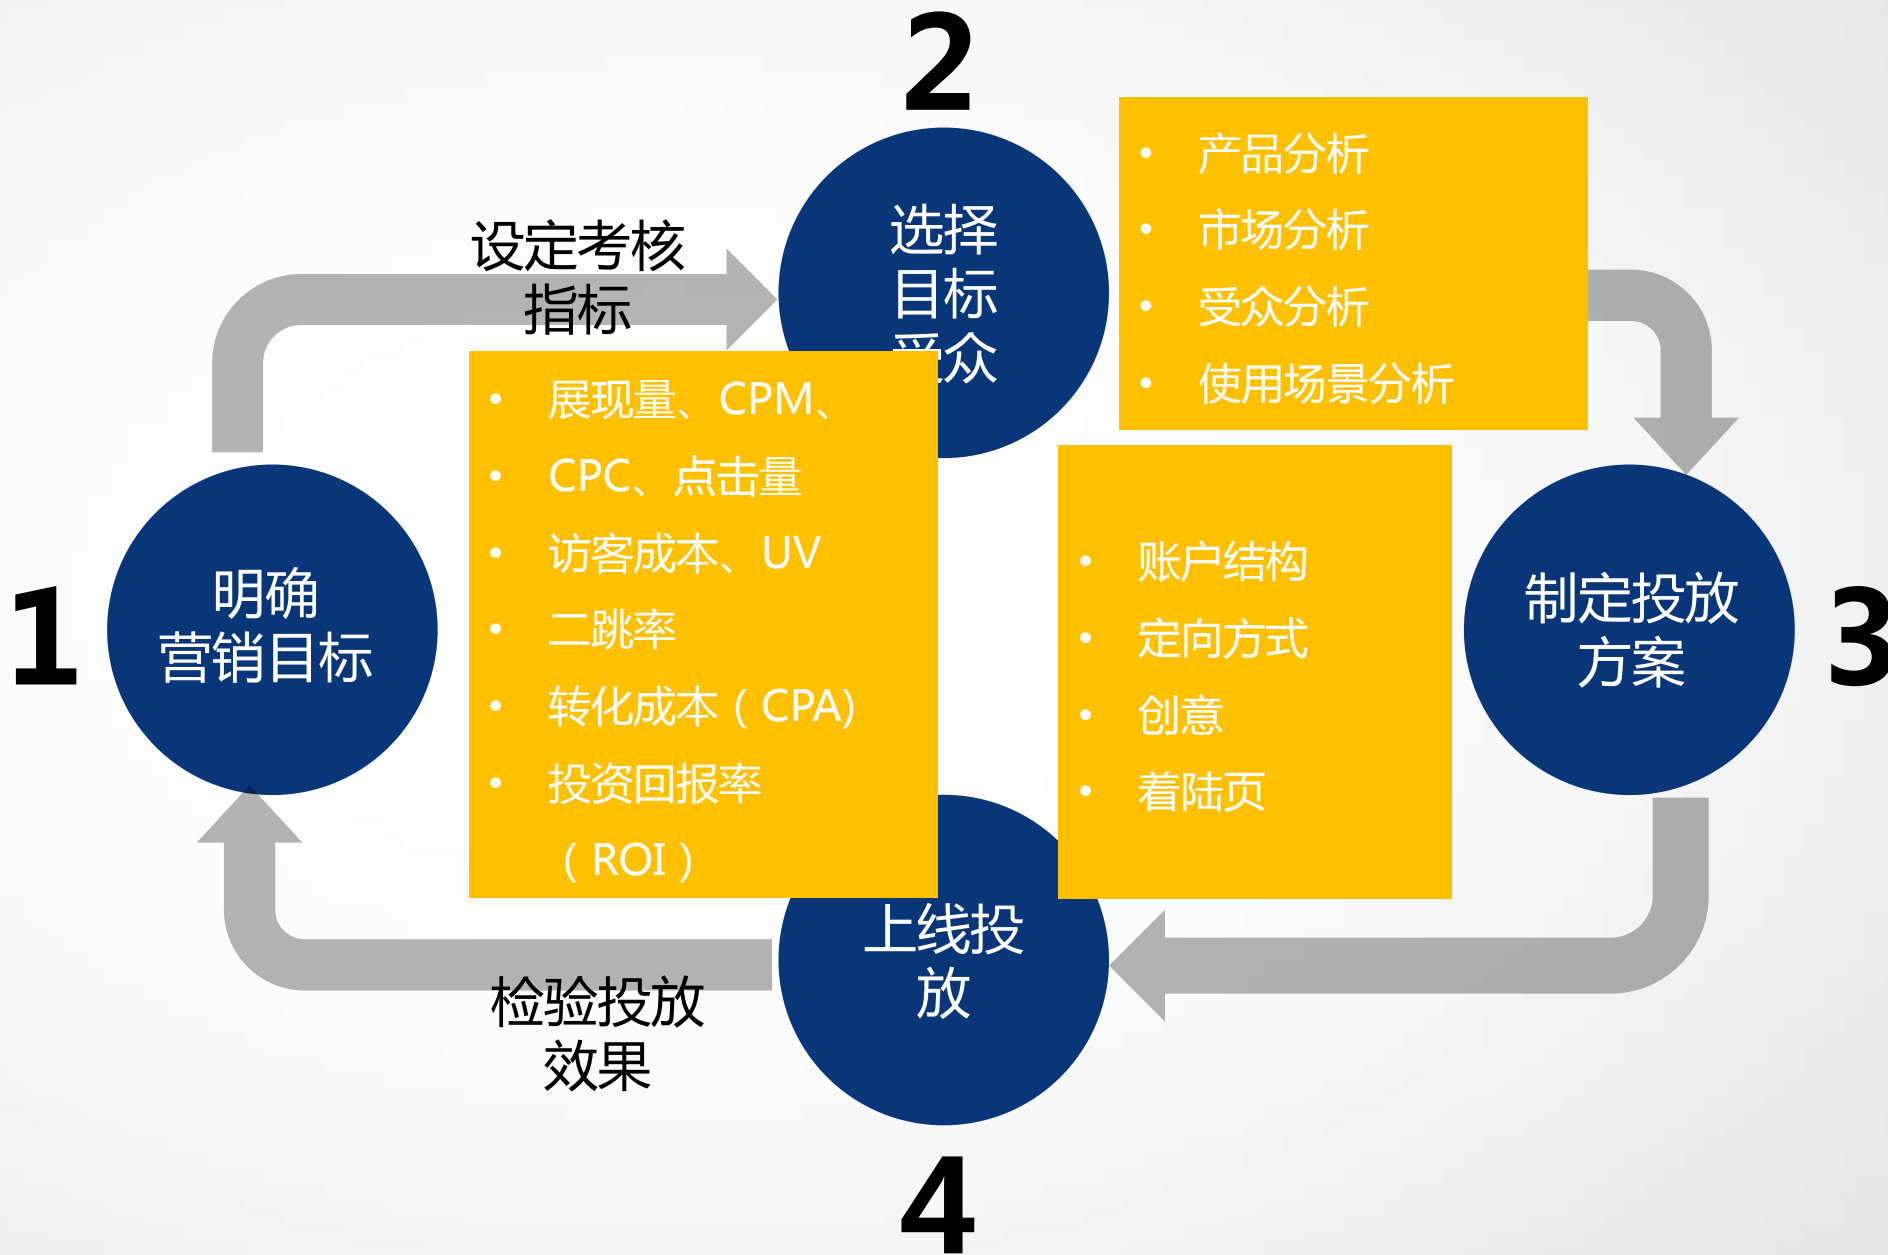 2
设定考核
指标
选择
目标
受众
产品分析
市场分析
受众分析
使用场景分析
1
明确
营销目标
展现量、CPM、
CPC、点击量
访客成本、UV
二跳率
转化成本（CPA)
投资回报率
（ROI）
账户结构
定向方式
创意
着陆页
制定投放
方案
3
上线投
放
检验投放
效果
4